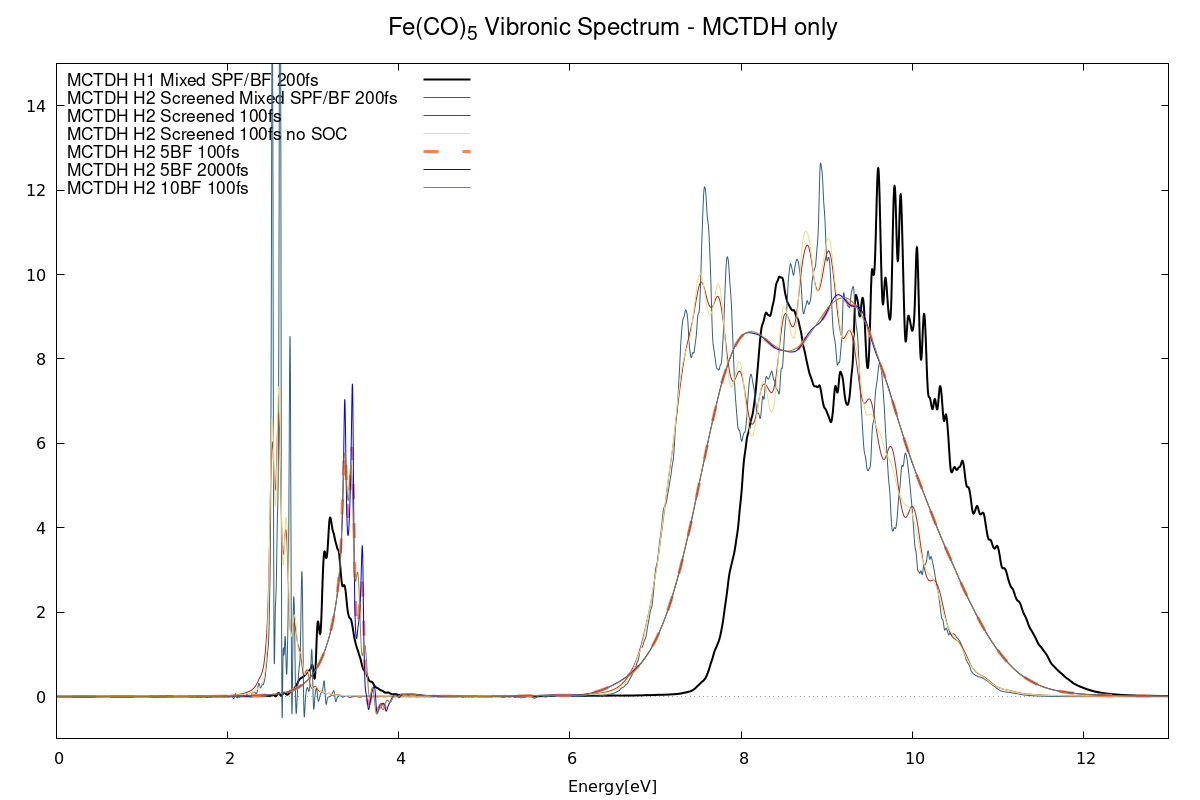 Fe(CO)5 Vibronic Spectrum - MCTDH only
MCTDH H1 Mixed SPF/BF 200fs
MCTDH H2 Screened Mixed SPF/BF 200fs
MCTDH H2 Screened 100fs
MCTDH H2 Screened 100fs no SOC
MCTDH H2 5BF 100fs
MCTDH H2 5BF 2000fs
MCTDH H2 10BF 100fs
14
12
10
8
6
4
2
0
0 2 4 6 8 10 12
Energy[eV]